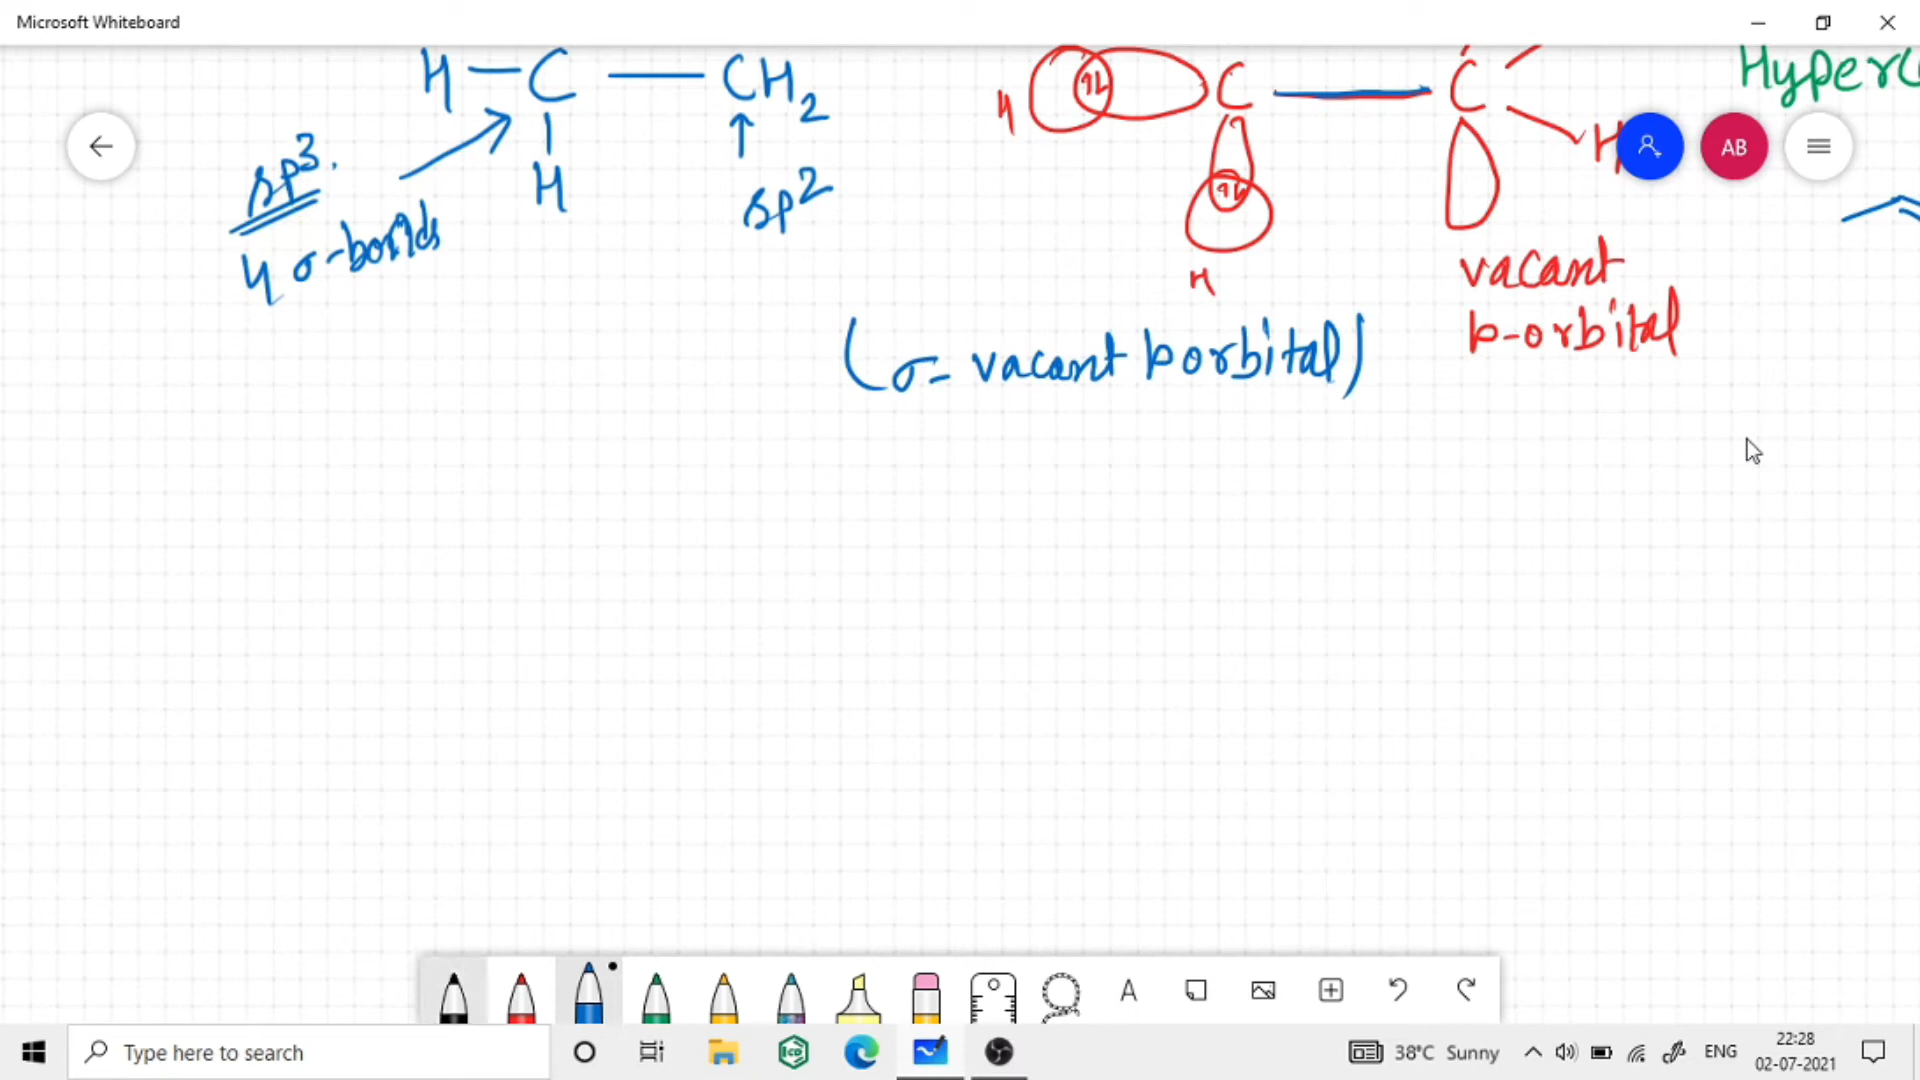 Microsoft Whiteboard
H — C — CH2
H
sp3.
4 σ-bonds
sp2
H
C — C
H
H
vacant
p-orbital
(σ- vacant p orbital)
AB
A
Type here to search
38°C Sunny
ENG
22:28
02-07-2021